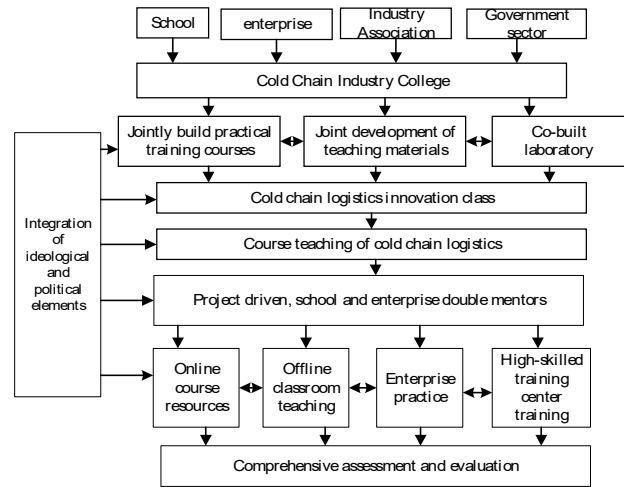 School
enterprise
Industry
Association
Government
sector
Cold Chain Industry College
Jointly build practical
training courses
Joint development of
teaching materials
Co-built
laboratory
Integration
of
ideological
and
political
elements
Cold chain logistics innovation class
Course teaching of cold chain logistics
Project driven, school and enterprise double mentors
Online
course
resources
Offline
classroom
teaching
Enterprise
practice
High-skilled
training
center
training
Comprehensive assessment and evaluation